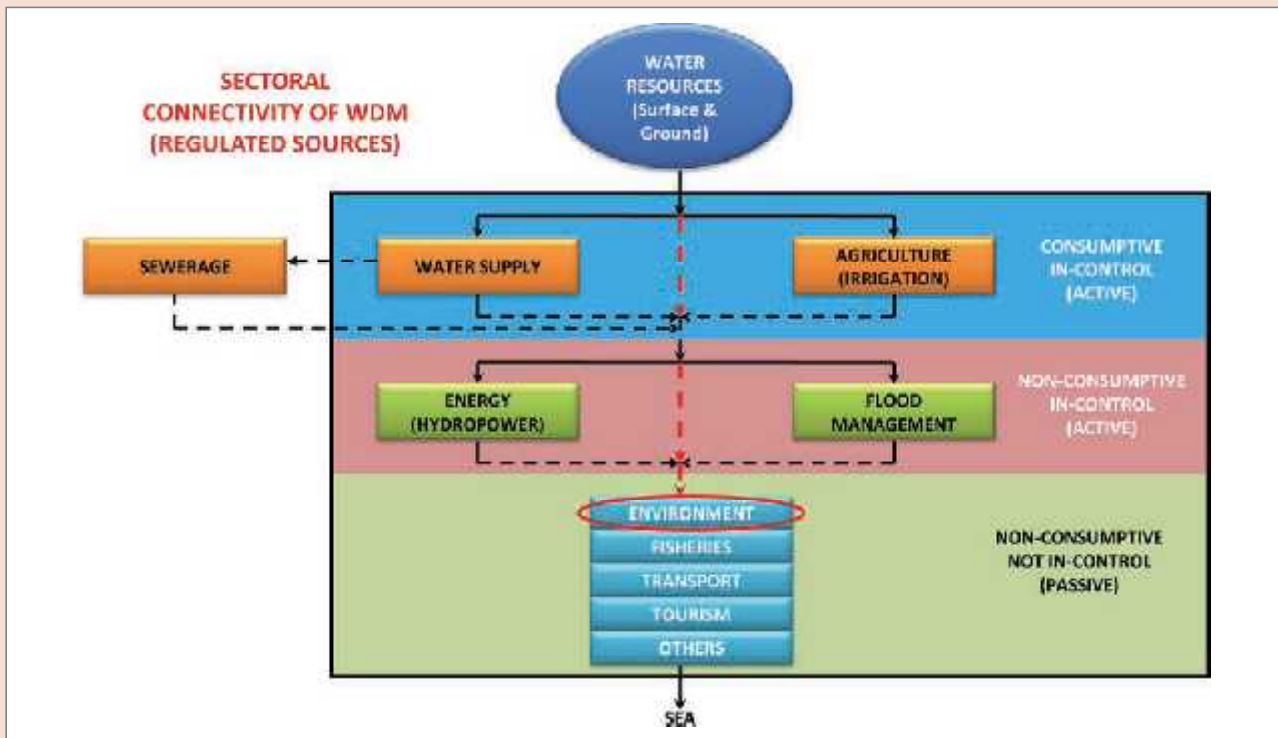 SECTORAL
CONNECTIVITY OF WDM
(REGULATED SOURCES)
WATER
RESOURCES
(Surface &
Ground)
SEWERAGE
WATER SUPPLY
AGRICULTURE
(IRRIGATION)
CONSUMPTIVE
IN-CONTROL
(ACTIVE)
ENERGY
(HYDROPOWER)
FLOOD
MANAGEMENT
NON-CONSUMPTIVE
IN-CONTROL
(ACTIVE)
ENVIRONMENT
FISHERIES
TRANSPORT
TOURISM
OTHERS
NON-CONSUMPTIVE
NOT IN-CONTROL
(PASSIVE)
SEA